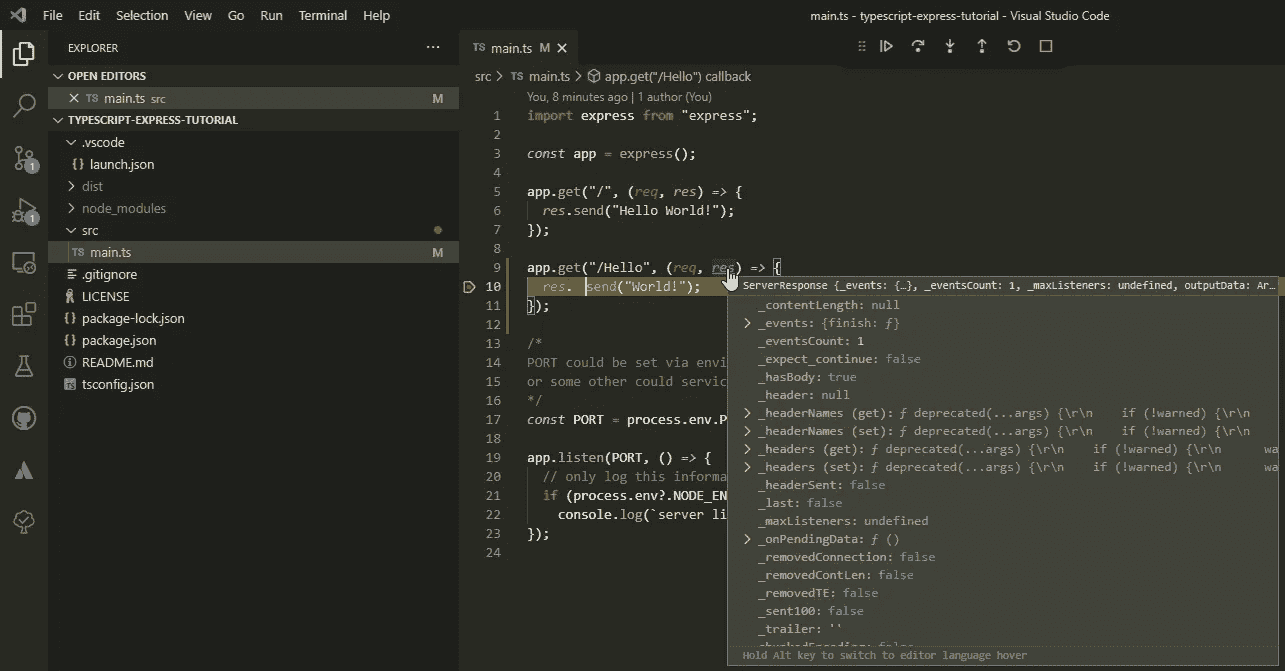 File Edit Selection View Go Run Terminal Help
main.ts - typescript-express-tutorial - Visual Studio Code
EXPLORER
OPEN EDITORS
TS main.ts src M
TYPESCRIPT-EXPRESS-TUTORIAL
.vscode
{} launch.json
dist
node_modules
src
TS main.ts M
.gitignore
LICENSE
{} package-lock.json
{} package.json
README.md
tsconfig.json
1
1
TS main.ts M
src > TS main.ts > app.get("/Hello") callback
You, 8 minutes ago | 1 author (You)
1 import express from "express";
2
3 const app = express();
4
5 app.get("/", (req, res) => {
6 res.send("Hello World!");
7 });
8
9 app.get("/Hello", (req, res) => {
10 res. send("World!");
11 });
12
13 /*
14 PORT could be set via envi
15 or some other could servic
16 */
17 const PORT = process.env.P
18
19 app.listen(PORT, () => {
20 // only log this informa
21 if (process.env?.NODE_EN
22 console.log(`server li
23 });
24
ServerResponse {_events: {…}, _eventsCount: 1, _maxListeners: undefined, outputData: Ar…
_contentLength: null
_events: {finish: ƒ}
_eventsCount: 1
_expect_continue: false
_hasBody: true
_header: null
_headerNames (get): ƒ deprecated(...args) {\r\n if (!warned) {\r\n
_headerNames (set): ƒ deprecated(...args) {\r\n if (!warned) {\r\n
_headers (get): ƒ deprecated(...args) {\r\n if (!warned) {\r\n wa
_headers (set): ƒ deprecated(...args) {\r\n if (!warned) {\r\n wa
_headerSent: false
_last: false
_maxListeners: undefined
_onPendingData: ƒ ()
_removedConnection: false
_removedContLen: false
_removedTE: false
_sent100: false
_trailer: ''
Hold Alt key to switch to editor language hover